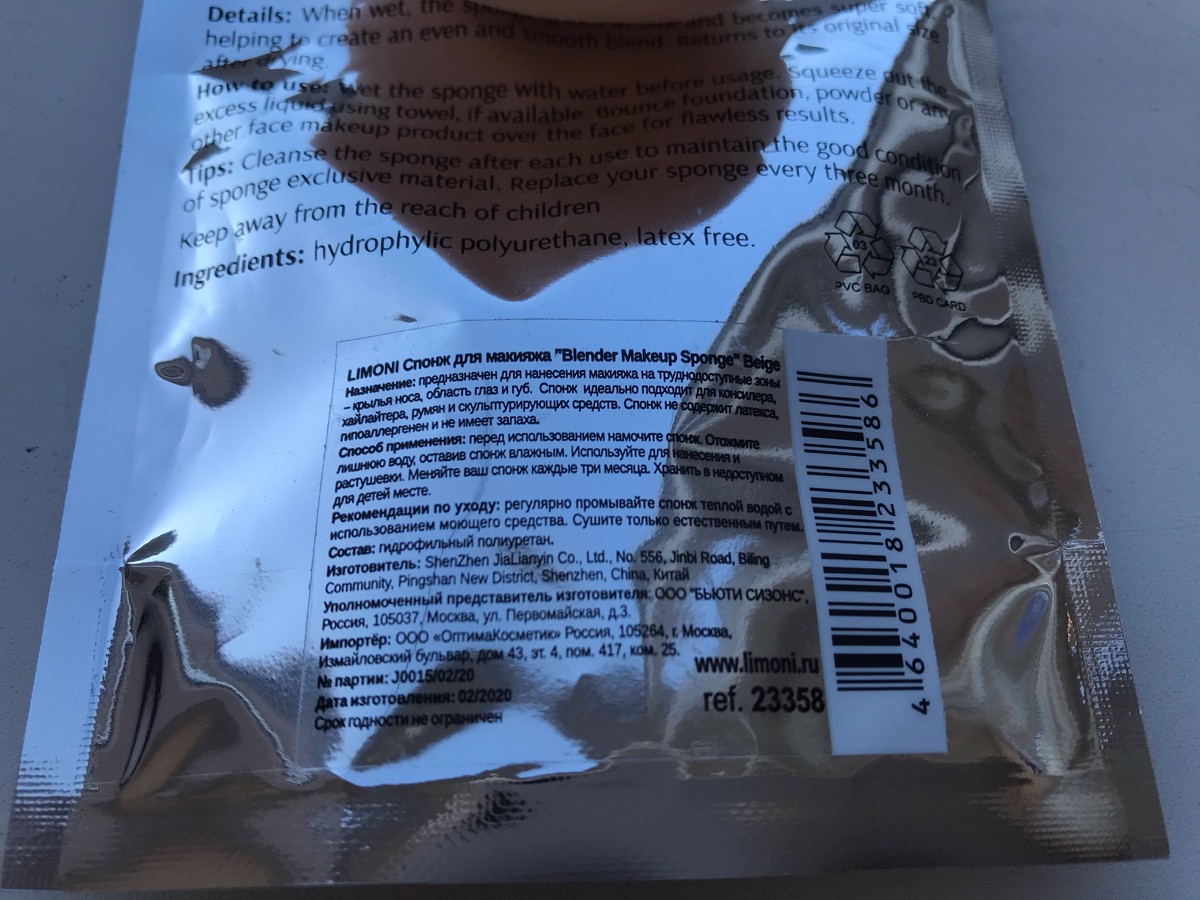 Details: When wet, the and becomes super soft,
helping to create an even and smooth blend. Returns to its original size
after drying.
How to use: Wet the sponge with water before usage. Squeeze out the
excess liquid using towel, if available. Bounce foundation, powder or any
other face makeup product over the face for flawless results.
Tips: Cleanse the sponge after each use to maintain the good condition
of sponge exclusive material. Replace your sponge every three month.
Keep away from the reach of children
Ingredients: hydrophylic polyurethane, latex free.
03
23
PVC BAG
PBD CARD
LIMONI Спонж для макияжа "Blender Makeup Sponge" Beige
Назначение: предназначен для нанесения макияжа на труднодоступные зоны
– крылья носа, область глаз и губ. Спонж идеально подходит для консилера,
хайлайтера, румян и скульптурирующих средств. Спонж не содержит латекса,
гипоаллергенен и не имеет запаха.
Способ применения: перед использованием намочите спонж. Отожмите
лишнюю воду, оставив спонж влажным. Используйте для нанесения и
растушевки. Меняйте ваш спонж каждые три месяца. Хранить в недоступном
для детей месте.
Рекомендации по уходу: регулярно промывайте спонж теплой водой с
использованием моющего средства. Сушите только естественным путем.
Состав: гидрофильный полиуретан.
Изготовитель: ShenZhen JiaLianyin Co., Ltd., No. 556, Jinbi Road, Biling
Community, Pingshan New District, Shenzhen, China, Китай
Уполномоченный представитель изготовителя: ООО "БЬЮТИ СИЗОНС",
Россия, 105037, Москва, ул. Первомайская, д.3.
Импортёр: ООО «ОптимаКосметик» Россия, 105264, г. Москва,
Измайловский бульвар, дом 43, эт. 4, пом. 417, ком. 25.
№ партии: J0015/02/20
Дата изготовления: 02/2020
Срок годности не ограничен
www.limoni.ru
ref. 23358
4 640018 233586